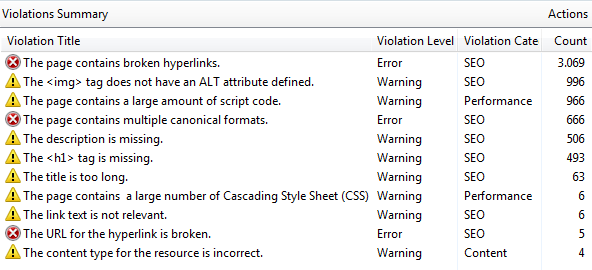 Violations Summary Actions
Violation Title Violation Level Violation Cate Count
The page contains broken hyperlinks. Error SEO 3.069
The <img> tag does not have an ALT attribute defined. Warning SEO 996
The page contains a large amount of script code. Warning Performance 966
The page contains multiple canonical formats. Error SEO 666
The description is missing. Warning SEO 506
The <h1> tag is missing. Warning SEO 493
The title is too long. Warning SEO 63
The page contains  a large number of Cascading Style Sheet (CSS) Warning Performance 6
The link text is not relevant. Warning SEO 6
The URL for the hyperlink is broken. Error SEO 5
The content type for the resource is incorrect. Warning Content 4